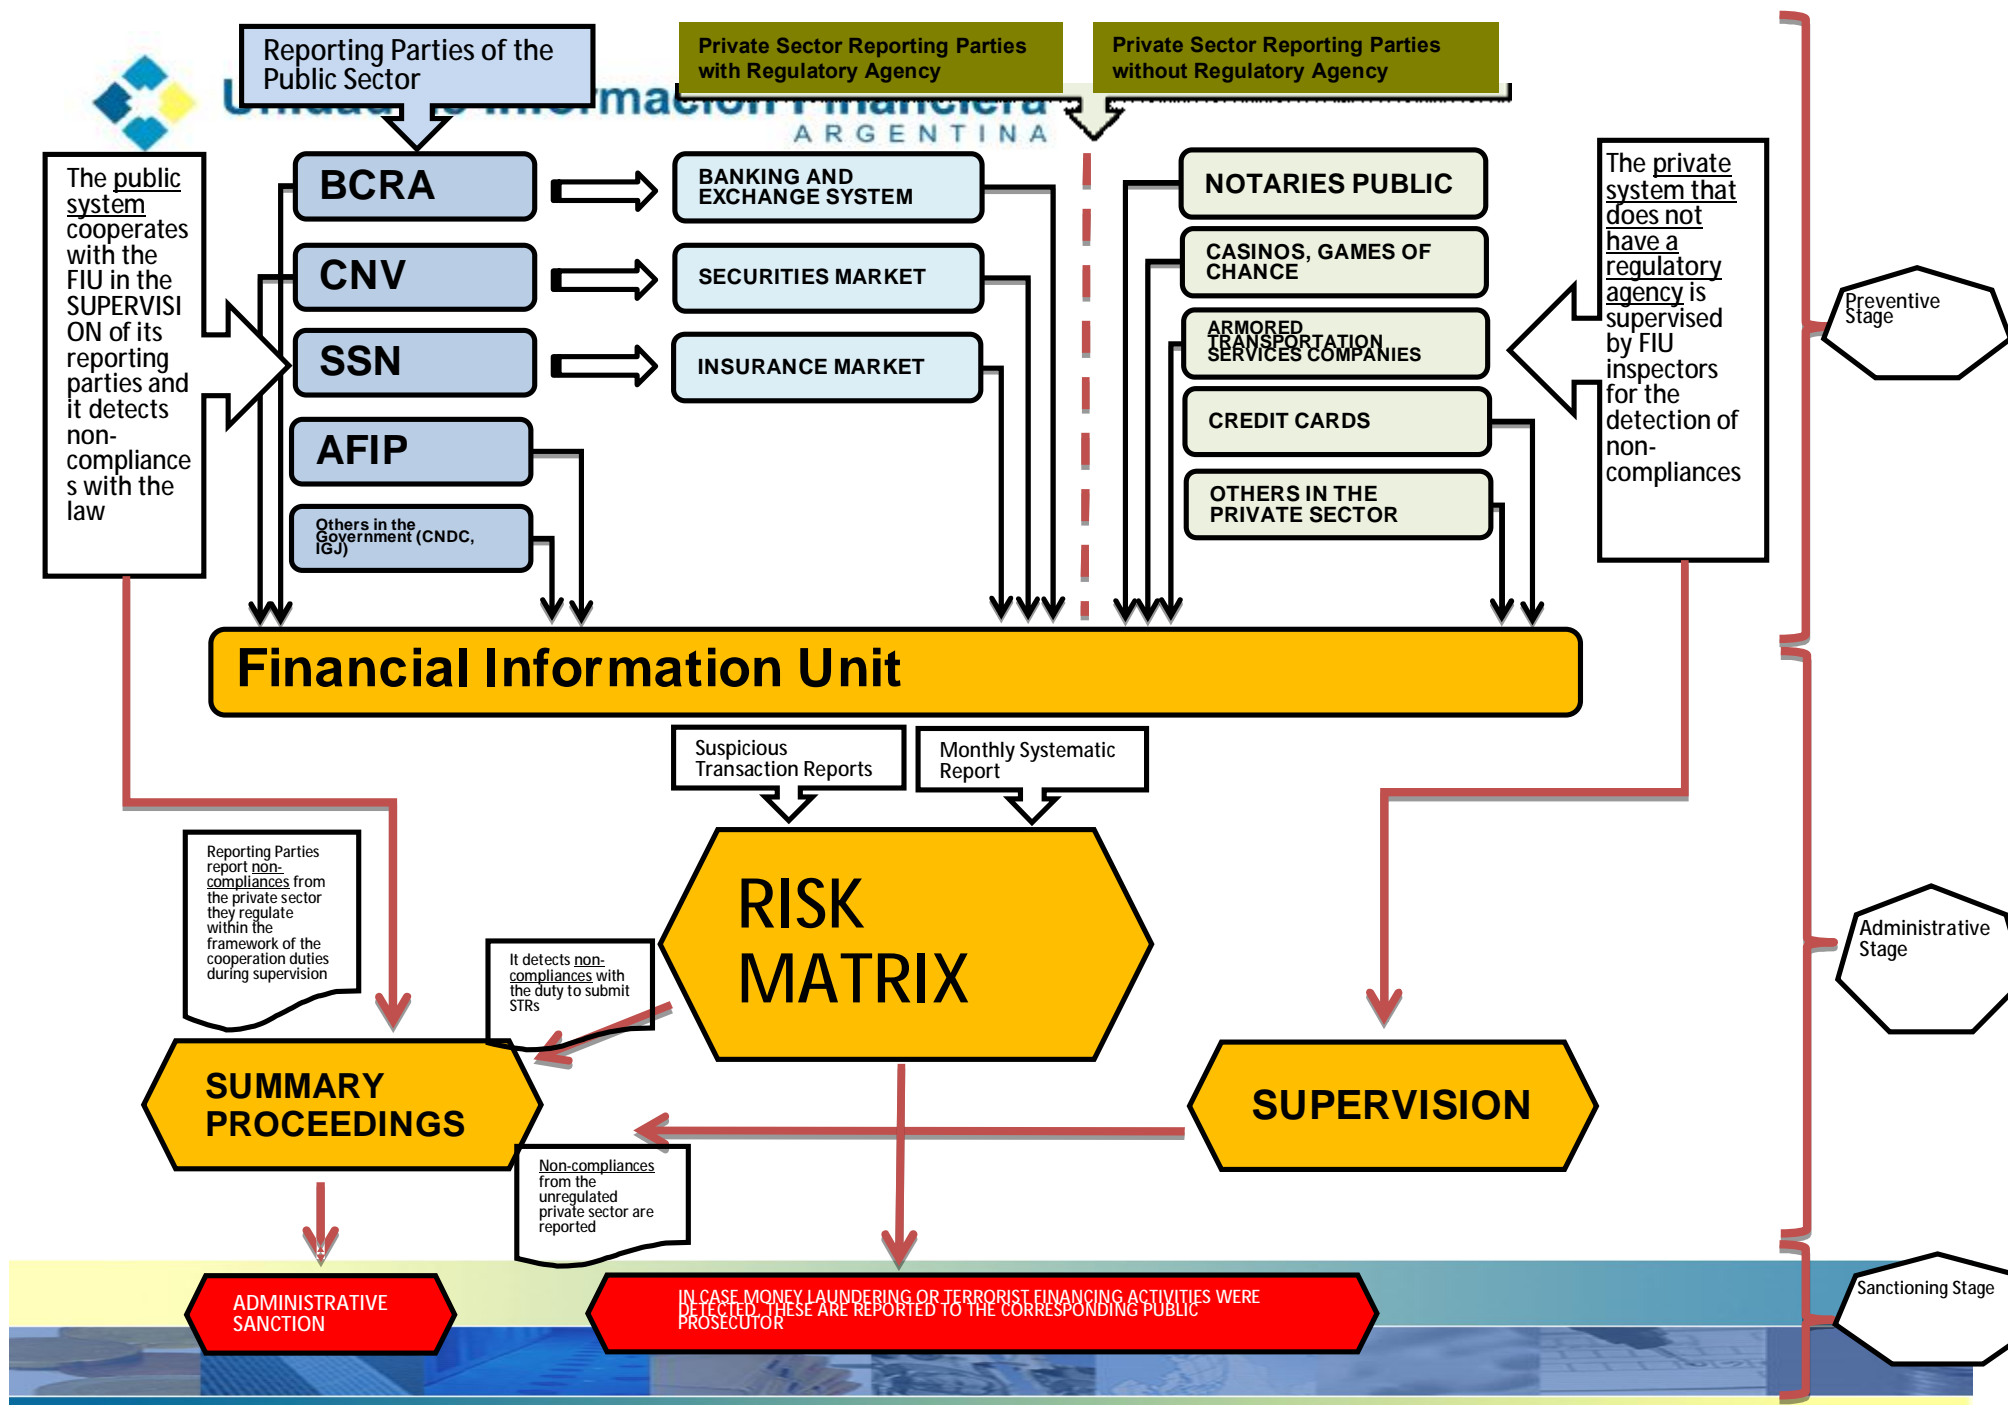 Reporting Parties of the
Public Sector
Private Sector Reporting Parties
with Regulatory Agency
Private Sector Reporting Parties
without Regulatory Agency
ARGENTINA
The public
system
cooperates
with the
FIU in the
SUPERVISI
ON of its
reporting
parties and
it detects
non-
compliance
s with the
law
BCRA
CNV
SSN
AFIP
Others in the
Government (CNDC,
IGJ)
BANKING AND
EXCHANGE SYSTEM
SECURITIES MARKET
INSURANCE MARKET
NOTARIES PUBLIC
CASINOS, GAMES OF
CHANCE
ARMORED
TRANSPORTATION
SERVICES COMPANIES
CREDIT CARDS
OTHERS IN THE
PRIVATE SECTOR
The private
system that
does not
have a
regulatory
agency is
supervised
by FIU
inspectors
for the
detection of
non-
compliances
Preventive
Stage
Financial Information Unit
Suspicious
Transaction Reports
Monthly Systematic
Report
RISK
MATRIX
Reporting Parties
report non-
compliances from
the private sector
they regulate
within the
framework of the
cooperation duties
during supervision
It detects non-
compliances with
the duty to submit
STRs
Administrative
Stage
SUMMARY
PROCEEDINGS
SUPERVISION
Non-compliances
from the
unregulated
private sector are
reported
ADMINISTRATIVE
SANCTION
IN CASE MONEY LAUNDERING OR TERRORIST FINANCING ACTIVITIES WERE
DETECTED, THESE ARE REPORTED TO THE CORRESPONDING PUBLIC
PROSECUTOR
Sanctioning Stage